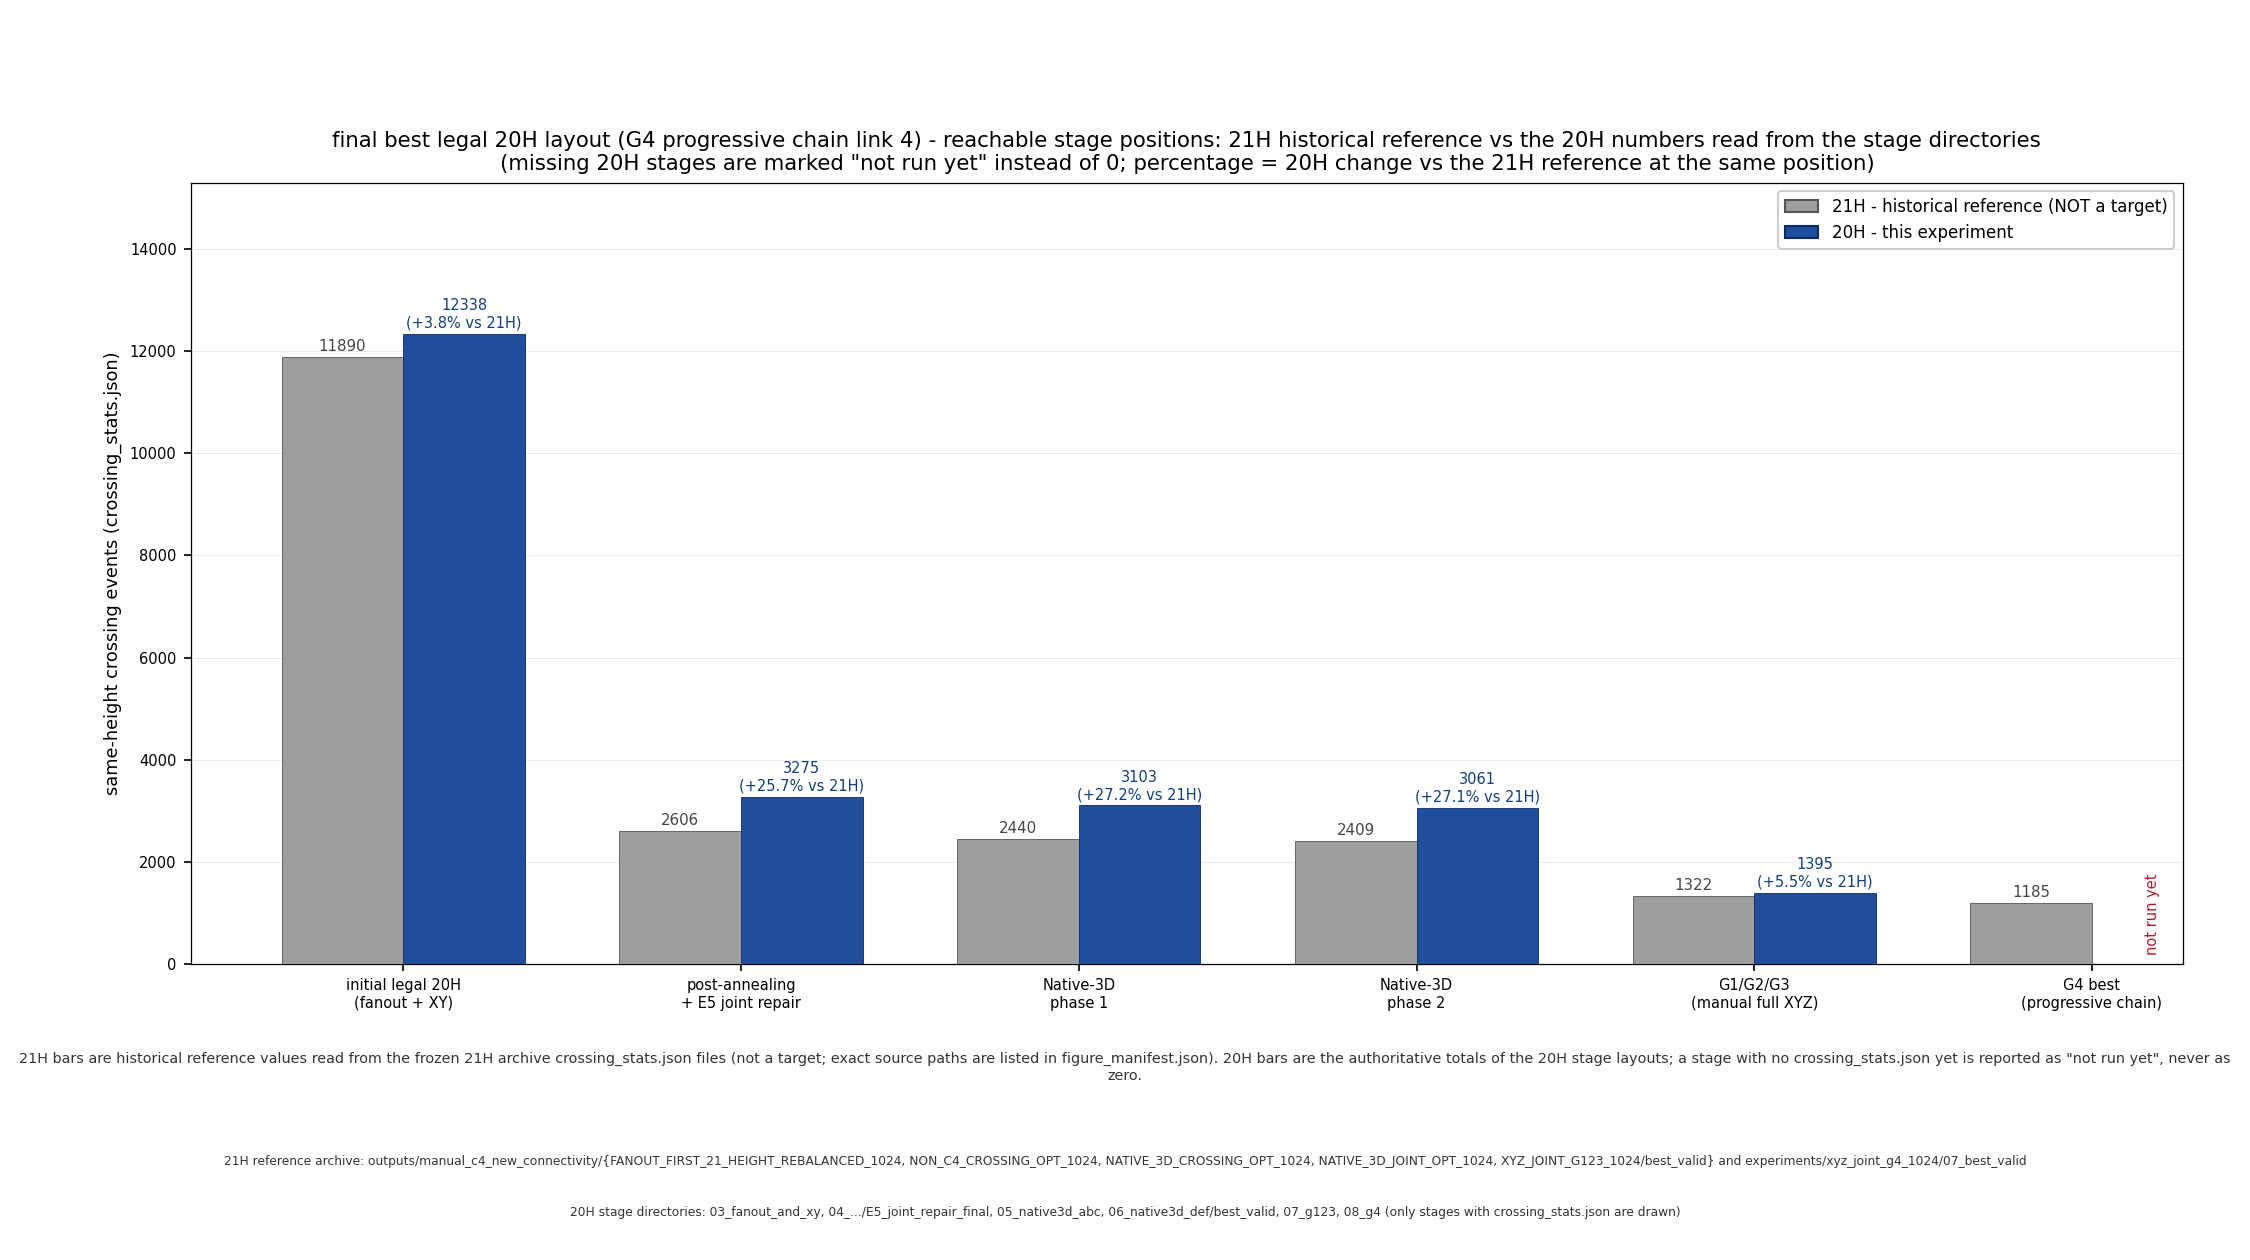 final best legal 20H layout (G4 progressive chain link 4) - reachable stage positions: 21H historical reference vs the 20H numbers read from the stage directories
(missing 20H stages are marked "not run yet" instead of 0; percentage = 20H change vs the 21H reference at the same position)
21H - historical reference (NOT a target)
20H - this experiment
same-height crossing events (crossing_stats.json)
14000
12000
10000
8000
6000
4000
2000
0
11890
12338
(+3.8% vs 21H)
2606
3275
(+25.7% vs 21H)
2440
3103
(+27.2% vs 21H)
2409
3061
(+27.1% vs 21H)
1322
1395
(+5.5% vs 21H)
1185
not run yet
initial legal 20H
(fanout + XY)
post-annealing
+ E5 joint repair
Native-3D
phase 1
Native-3D
phase 2
G1/G2/G3
(manual full XYZ)
G4 best
(progressive chain)
21H bars are historical reference values read from the frozen 21H archive crossing_stats.json files (not a target; exact source paths are listed in figure_manifest.json). 20H bars are the authoritative totals of the 20H stage layouts; a stage with no crossing_stats.json yet is reported as "not run yet", never as
zero.
21H reference archive: outputs/manual_c4_new_connectivity/{FANOUT_FIRST_21_HEIGHT_REBALANCED_1024, NON_C4_CROSSING_OPT_1024, NATIVE_3D_CROSSING_OPT_1024, NATIVE_3D_JOINT_OPT_1024, XYZ_JOINT_G123_1024/best_valid} and experiments/xyz_joint_g4_1024/07_best_valid
20H stage directories: 03_fanout_and_xy, 04_.../E5_joint_repair_final, 05_native3d_abc, 06_native3d_def/best_valid, 07_g123, 08_g4 (only stages with crossing_stats.json are drawn)